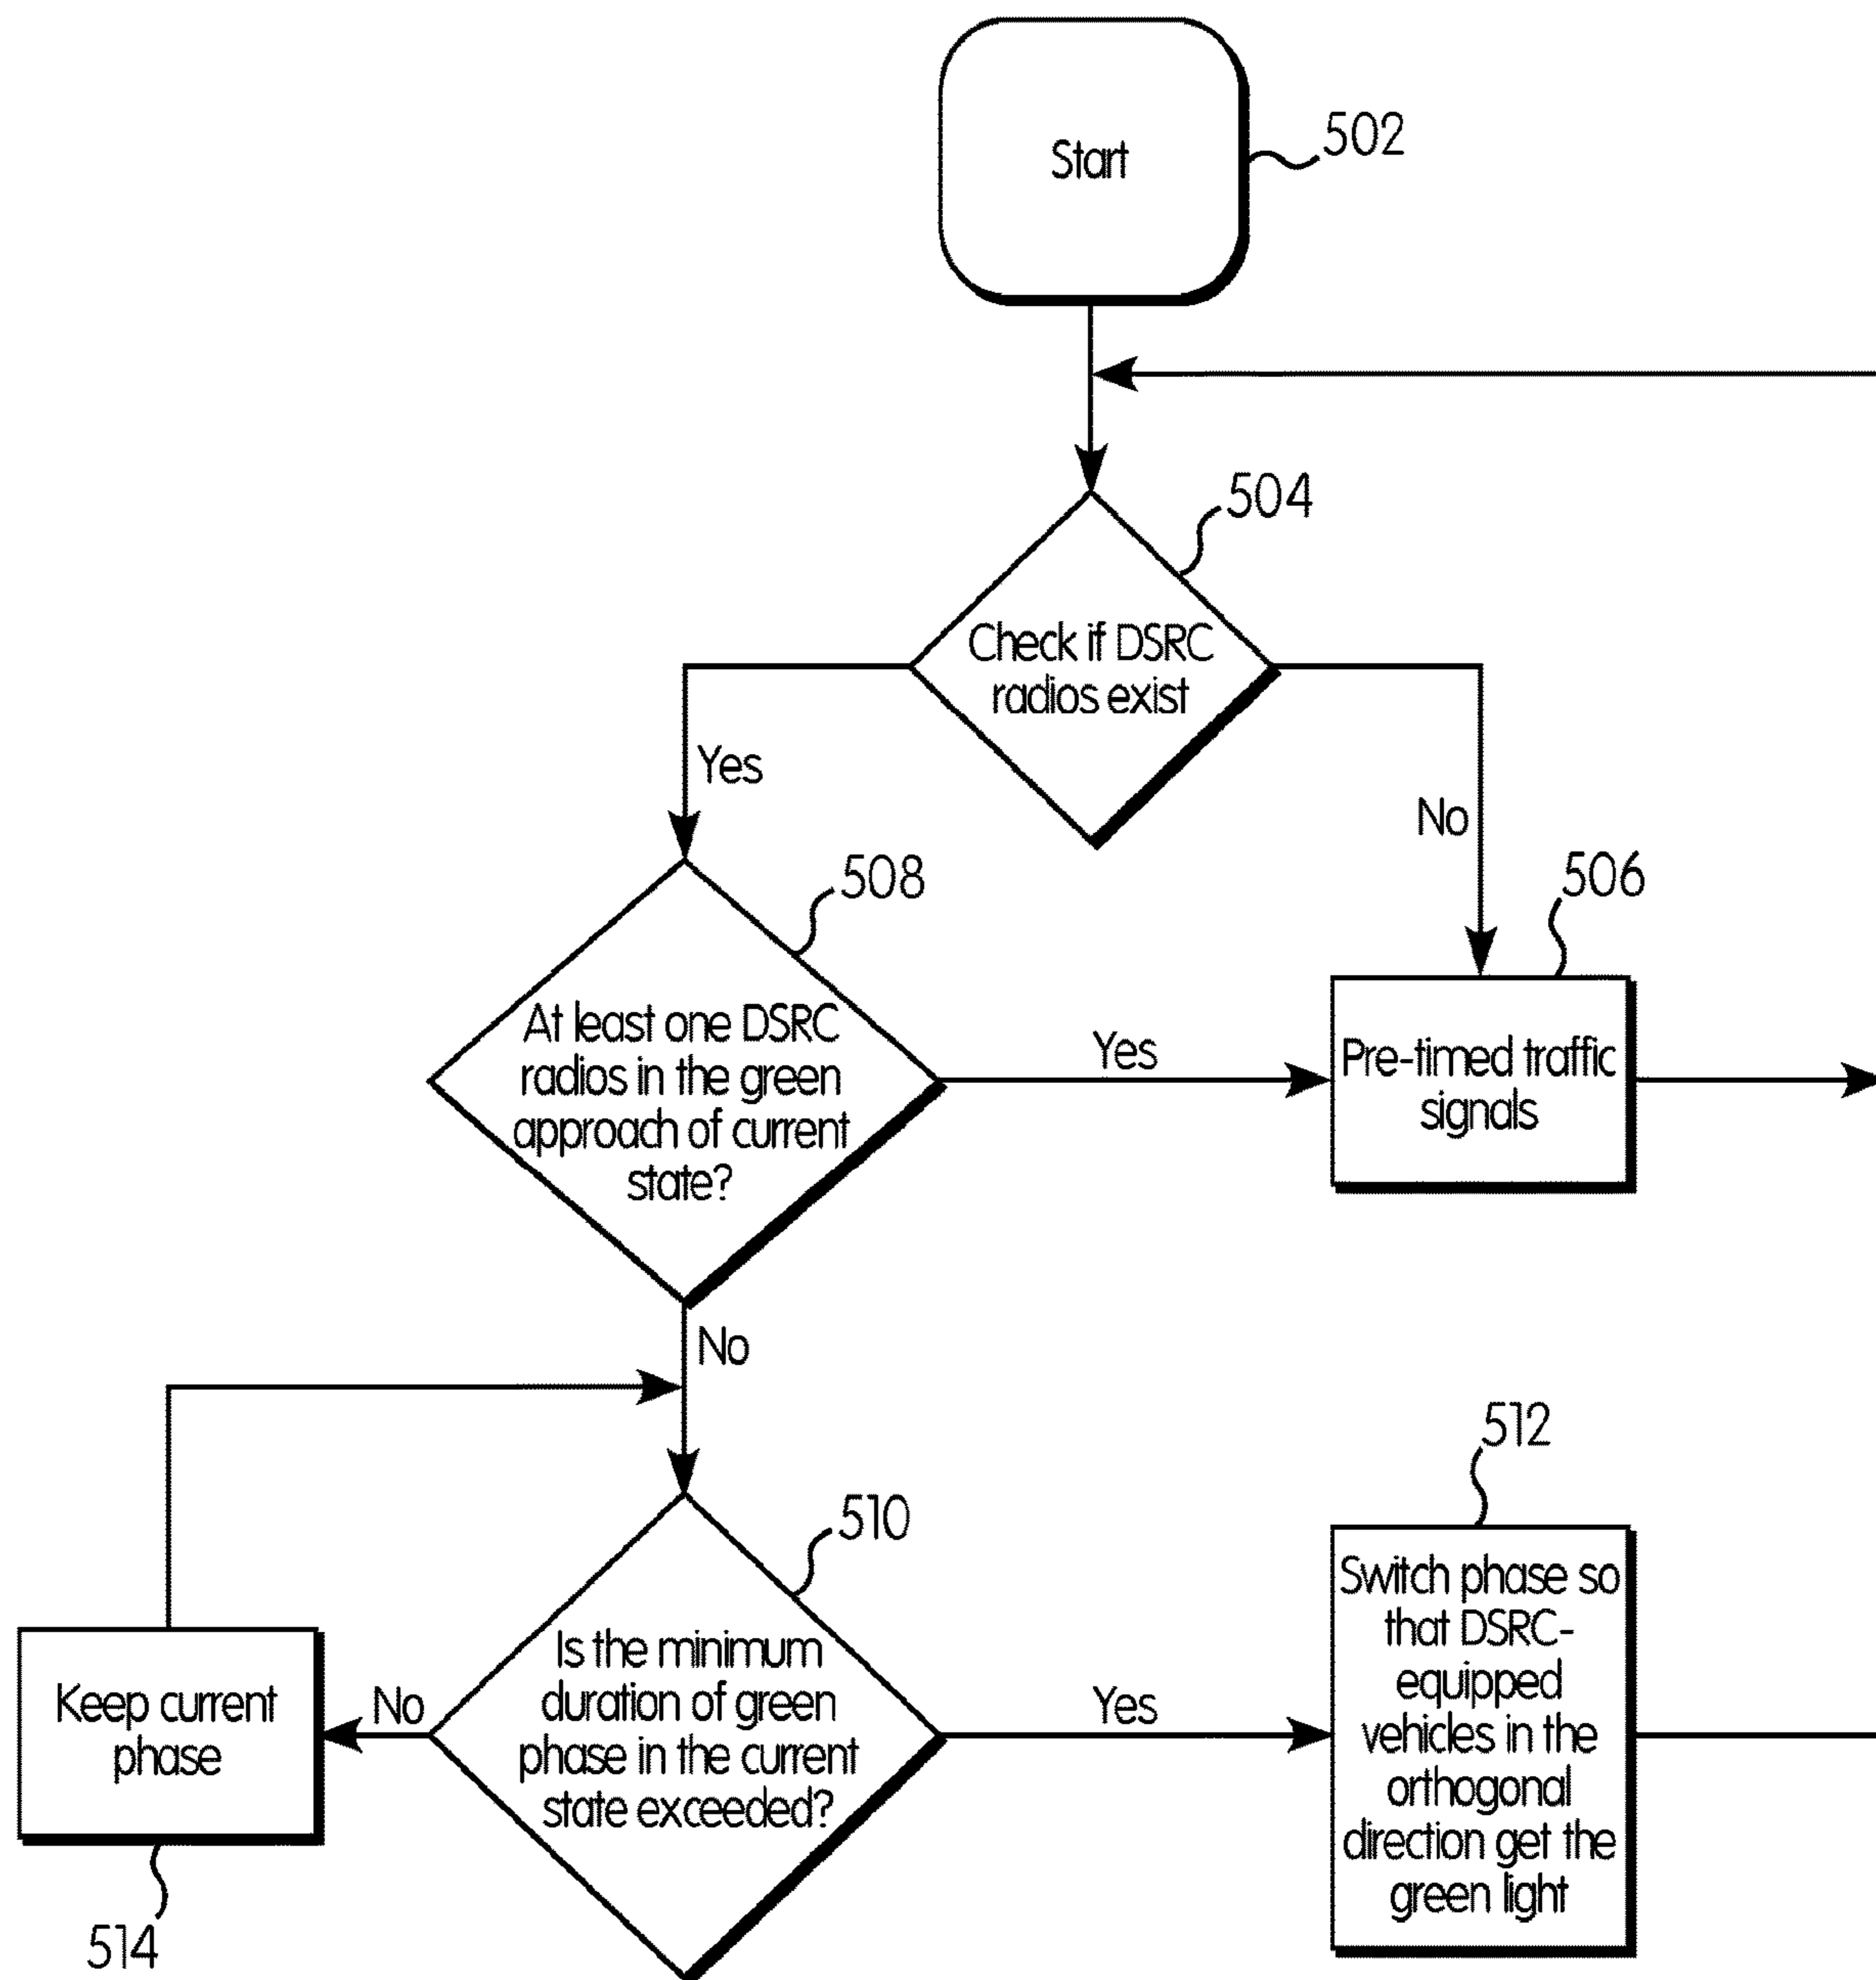 Start
502
504
Check if DSRC
radios exist
Yes
No
508
506
At least one DSRC
radios in the green
approach of current
state?
Yes
Pre-timed traffic
signals
No
512
510
Switch phase so
that DSRC-
equipped
vehicles in the
orthogonal
direction get the
green light
Is the minimum
duration of green
phase in the current
state exceeded?
Yes
No
Keep current
phase
514